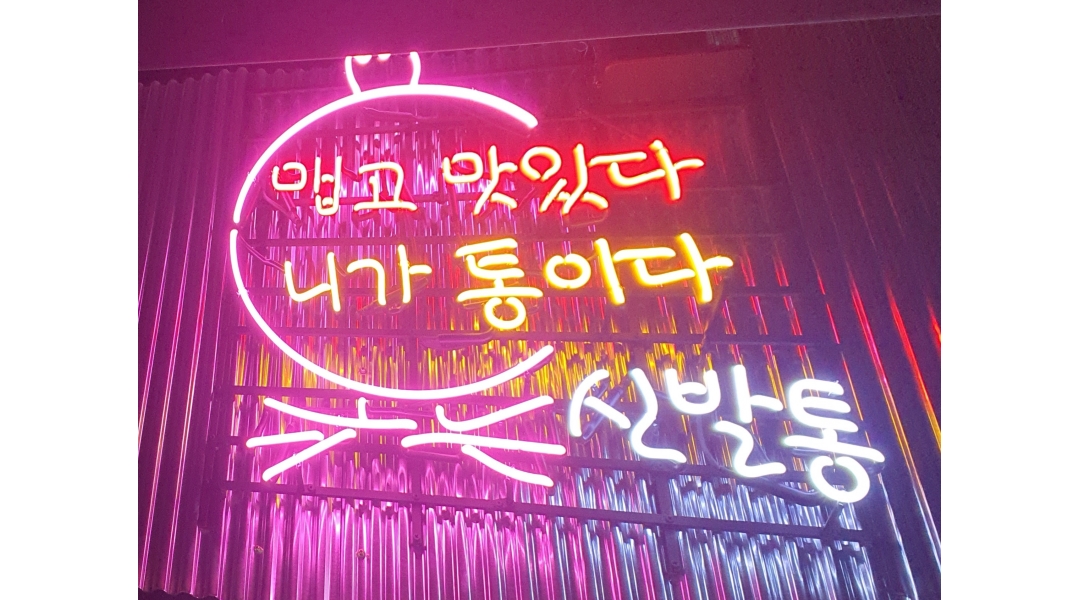 맵고 맛있다
니가 통이다
신발통